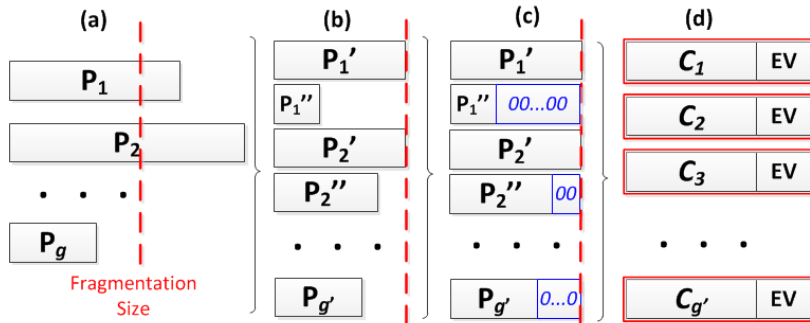 (a)
P1
P2
. . .
Pg
Fragmentation
Size
(b)
P1′
P1′′
P2′
P2′′
. . .
Pg′
(c)
P1′
P1′′ 00...00
P2′
P2′′ 00
. . .
Pg′ 0...0
(d)
C1 EV
C2 EV
C3 EV
. . .
Cg′ EV